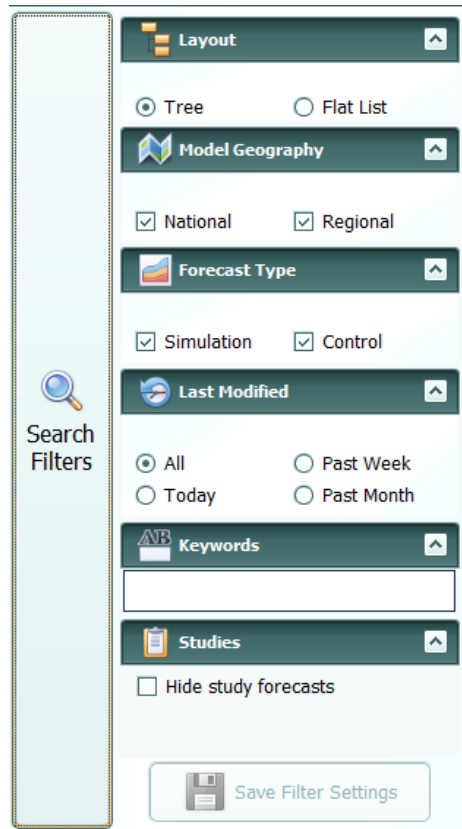 Search
Filters
Layout
Tree Flat List
Model Geography
National Regional
Forecast Type
Simulation Control
Last Modified
All Past Week
Today Past Month
AB Keywords
Studies
Hide study forecasts
Save Filter Settings